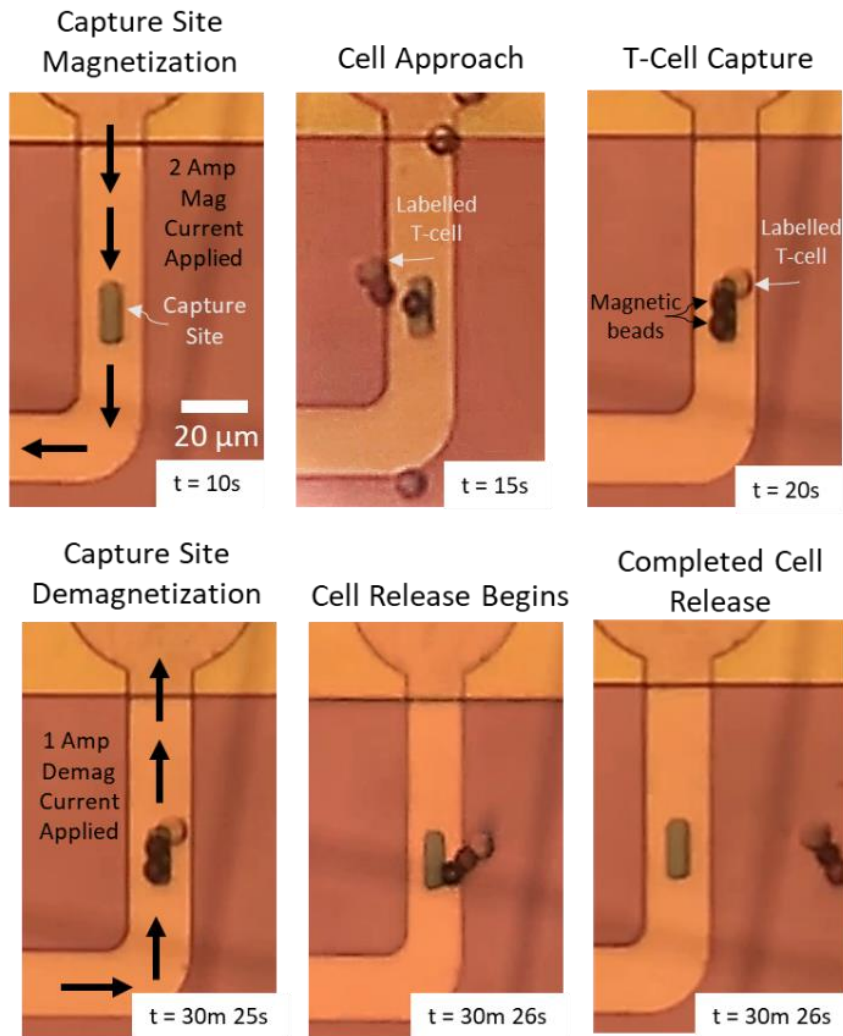 Capture Site
Magnetization
Cell Approach
T-Cell Capture
2 Amp
Mag
Current
Applied
Capture
Site
20 μm
t = 10s
Labelled
T-cell
t = 15s
Labelled
T-cell
Magnetic
beads
t = 20s
Capture Site
Demagnetization
Cell Release Begins
Completed Cell
Release
1 Amp
Demag
Current
Applied
t = 30m 25s
t = 30m 26s
t = 30m 26s